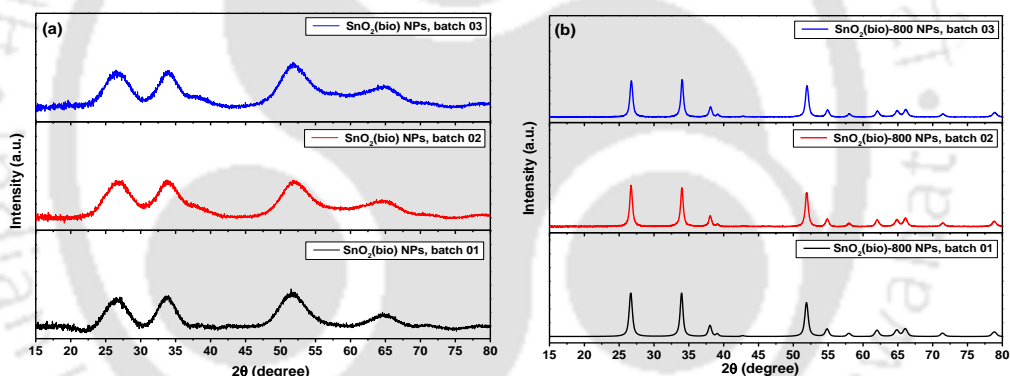 (a)
SnO₂(bio) NPs, batch 03
SnO₂(bio) NPs, batch 02
SnO₂(bio) NPs, batch 01
Intensity (a.u.)
15 20 25 30 35 40 45 50 55 60 65 70 75 80
2θ (degree)
(b)
SnO₂(bio)-800 NPs, batch 03
SnO₂(bio)-800 NPs, batch 02
SnO₂(bio)-800 NPs, batch 01
Intensity (a.u.)
15 20 25 30 35 40 45 50 55 60 65 70 75 80
2θ (degree)